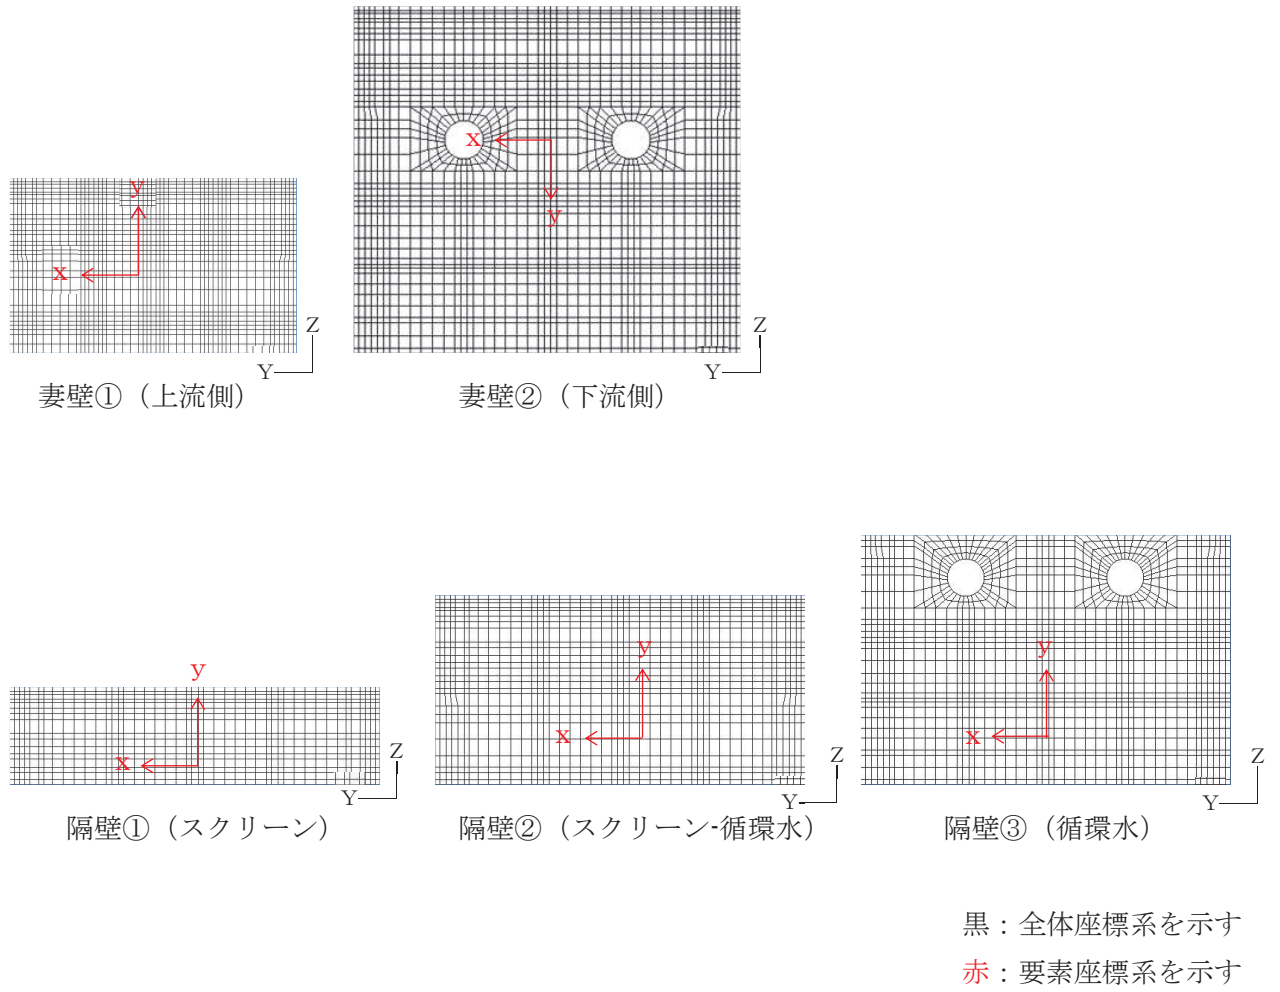 x
y
Z
Y
妻壁①（上流側）
x
y
Z
Y
妻壁②（下流側）
y
x
Z
Y
隔壁①（スクリーン）
y
x
Z
Y
隔壁②（スクリーン-循環水）
y
x
Z
Y
隔壁③（循環水）
黒：全体座標系を示す
赤：要素座標系を示す